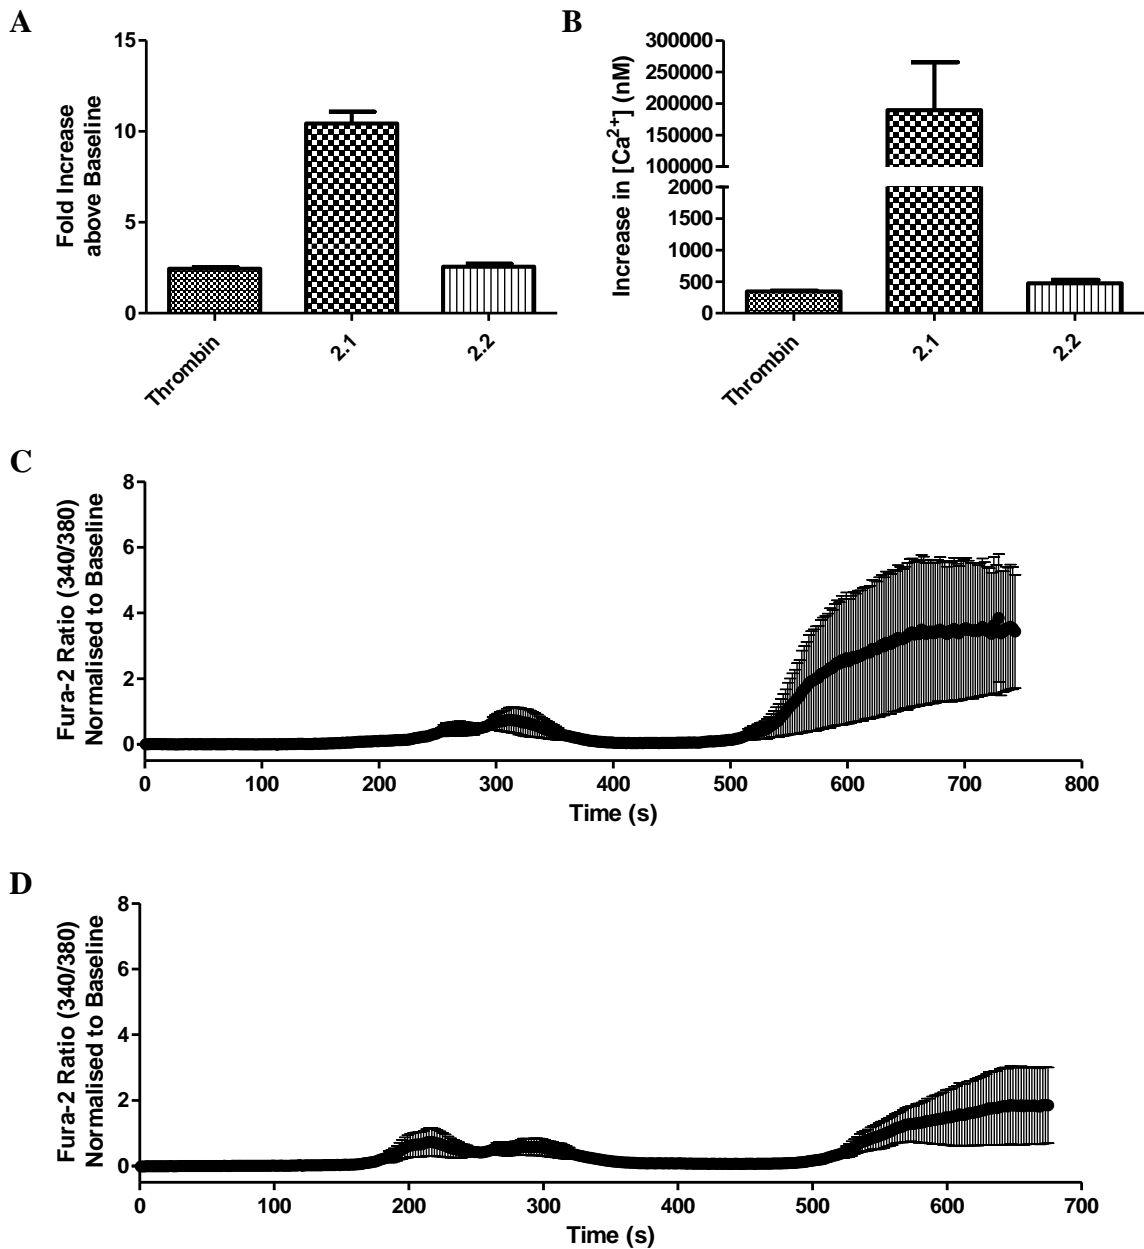 A
Fold Increase
above Baseline
15
10
5
0
Thrombin
2.1
2.2
B
Increase in [Ca2+] (nM)
300000
250000
200000
150000
100000
2000
1500
1000
500
0
Thrombin
2.1
2.2
C
Fura-2 Ratio (340/380)
Normalised to Baseline
8
6
4
2
0
0 100 200 300 400 500 600 700 800
Time (s)
D
Fura-2 Ratio (340/380)
Normalised to Baseline
8
6
4
2
0
0 100 200 300 400 500 600 700
Time (s)